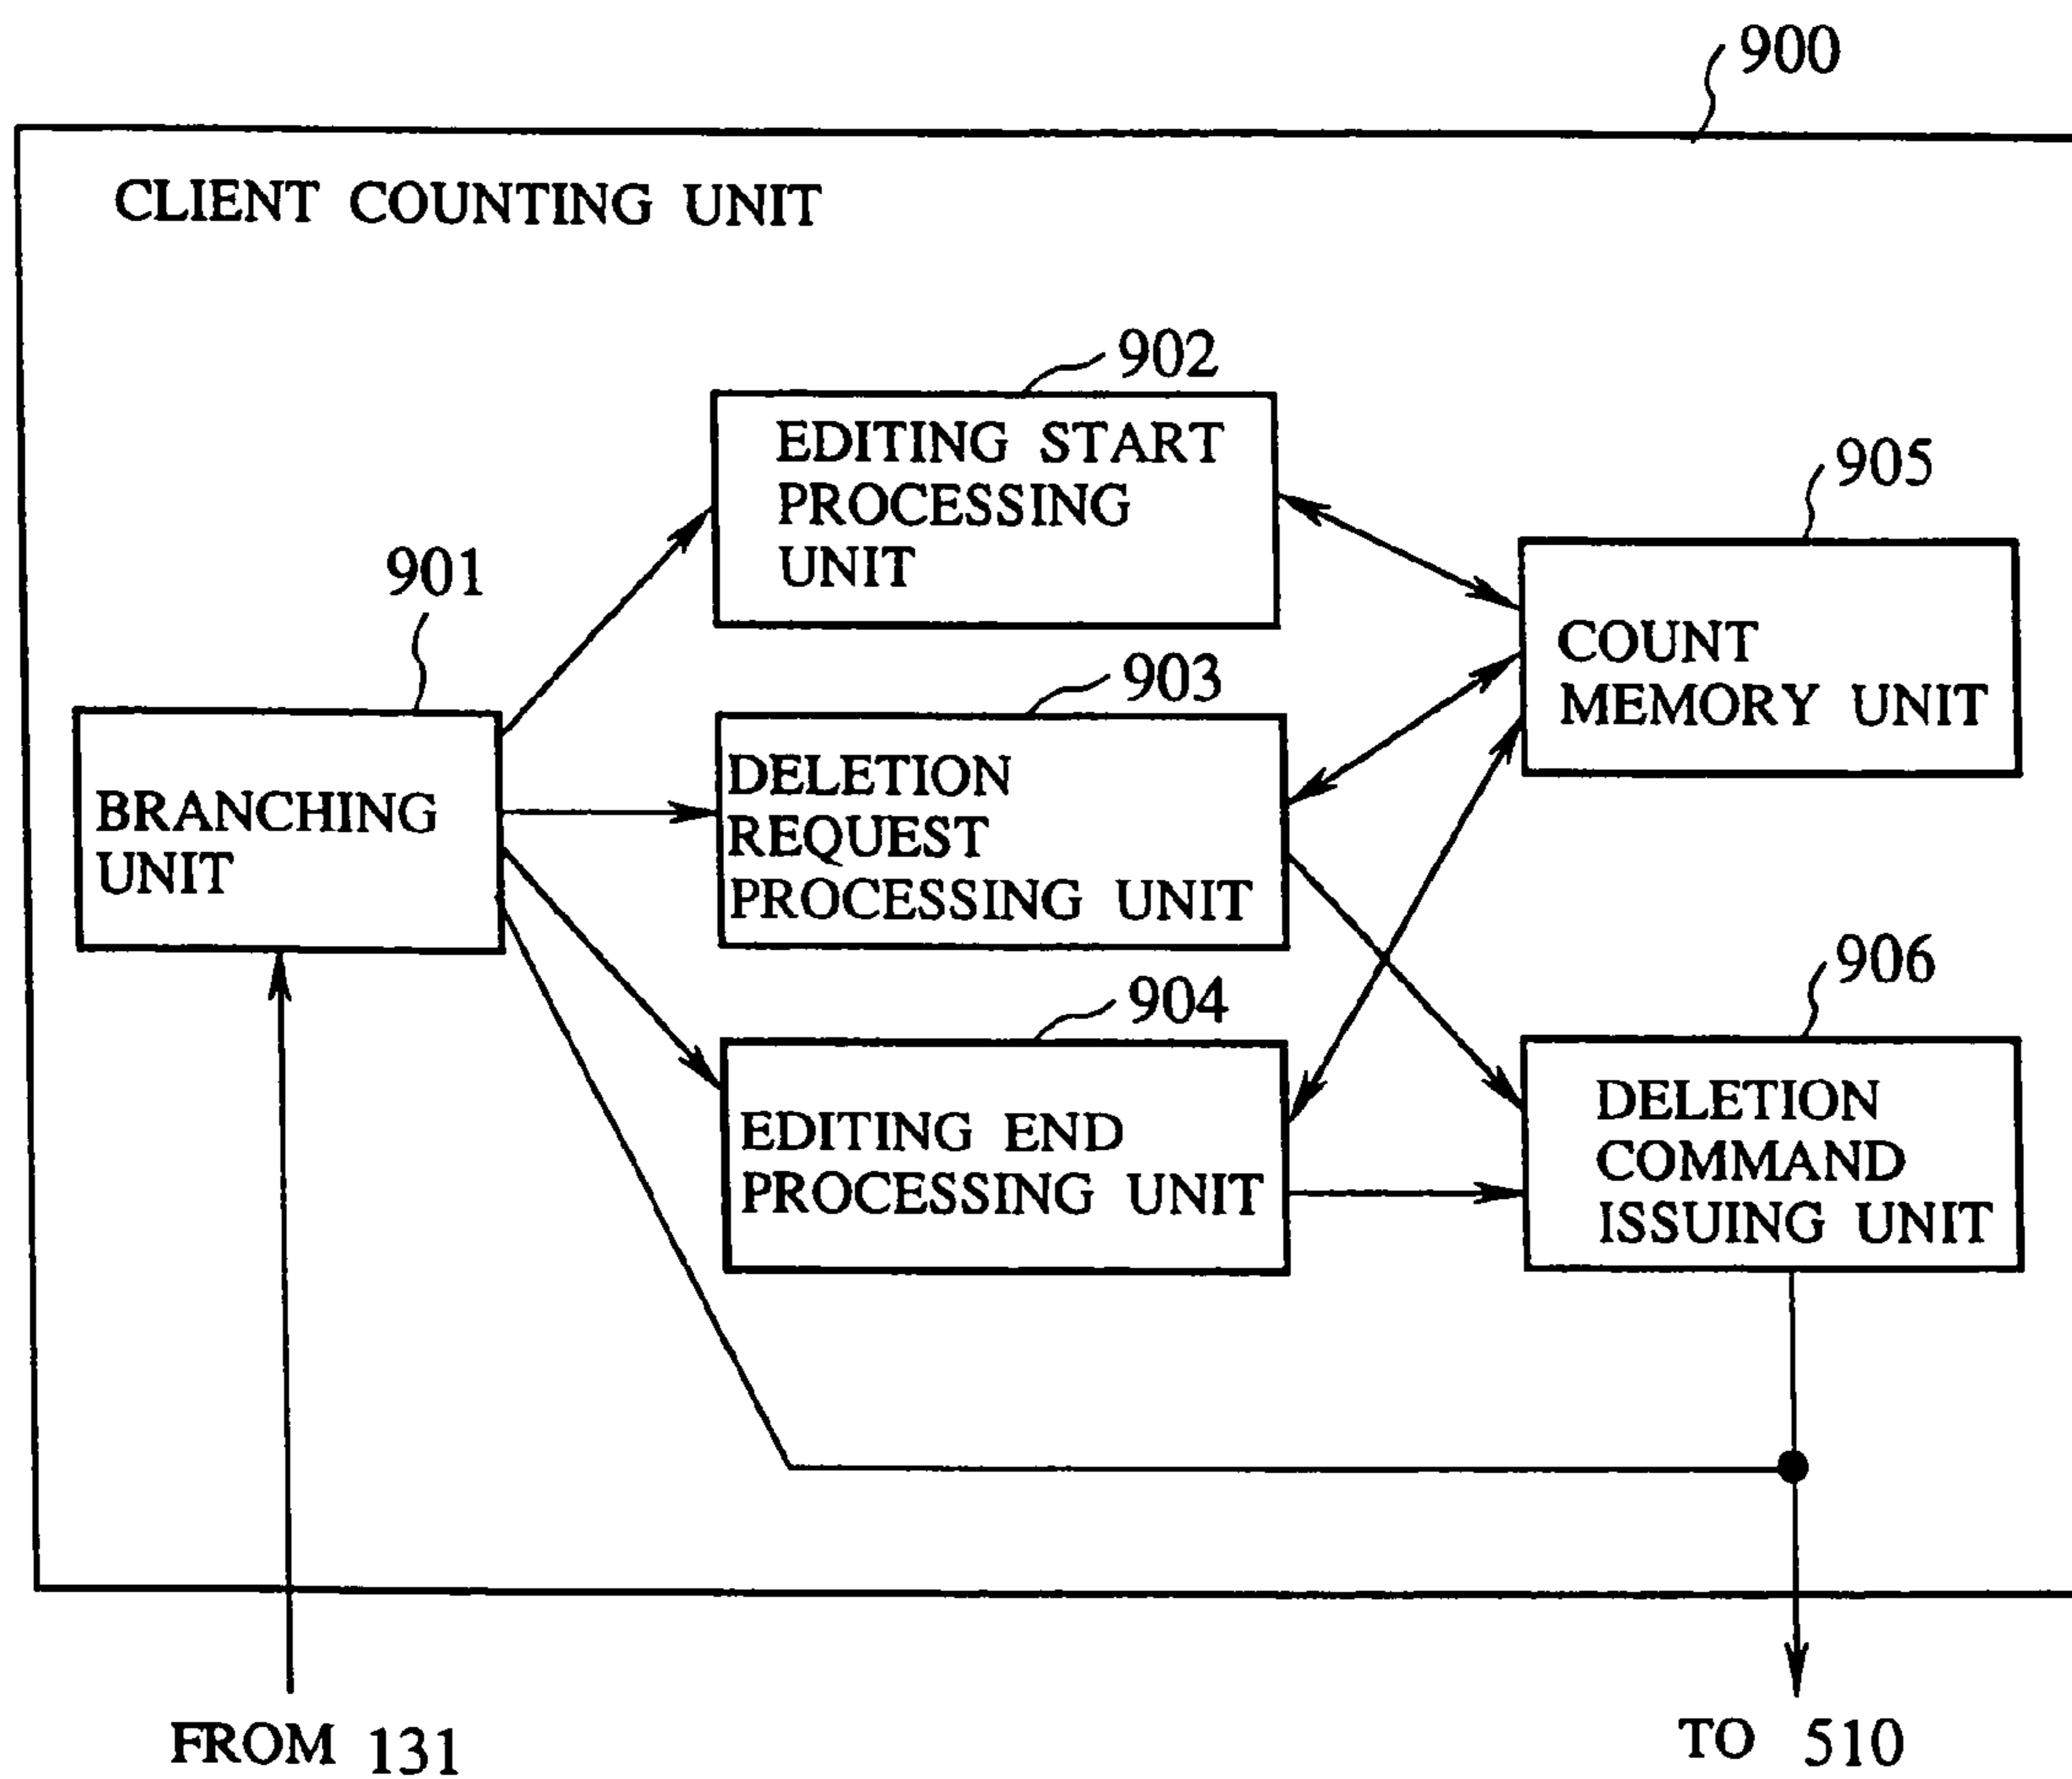 900
CLIENT COUNTING UNIT
902
EDITING START
PROCESSING
UNIT
905
COUNT
MEMORY UNIT
901
BRANCHING
UNIT
903
DELETION
REQUEST
PROCESSING UNIT
904
EDITING END
PROCESSING UNIT
906
DELETION
COMMAND
ISSUING UNIT
FROM 131
TO 510